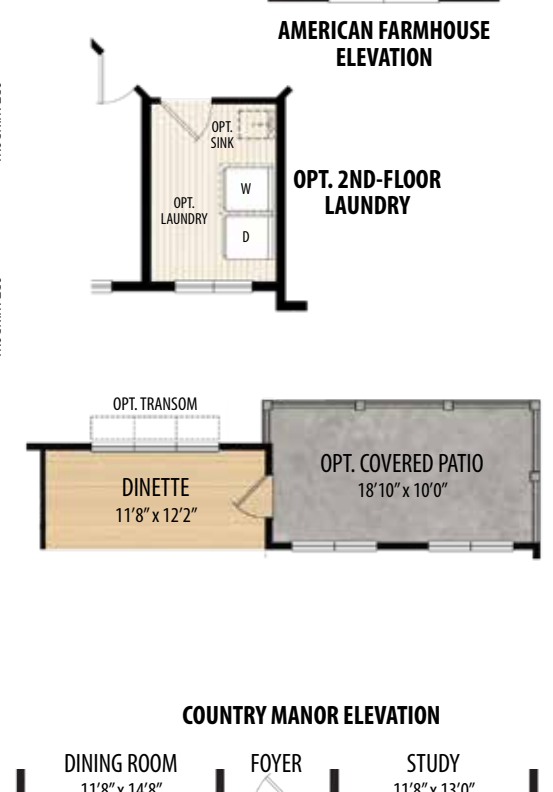 AMERICAN FARMHOUSE
ELEVATION
OPT.
SINK
W
OPT.
LAUNDRY
D
OPT. 2ND-FLOOR
LAUNDRY
OPT. TRANSOM
DINETTE
11'8" x 12'2"
OPT. COVERED PATIO
18'10" x 10'0"
COUNTRY MANOR ELEVATION
DINING ROOM
11'8" x 14'8"
FOYER
STUDY
11'8" x 13'0"